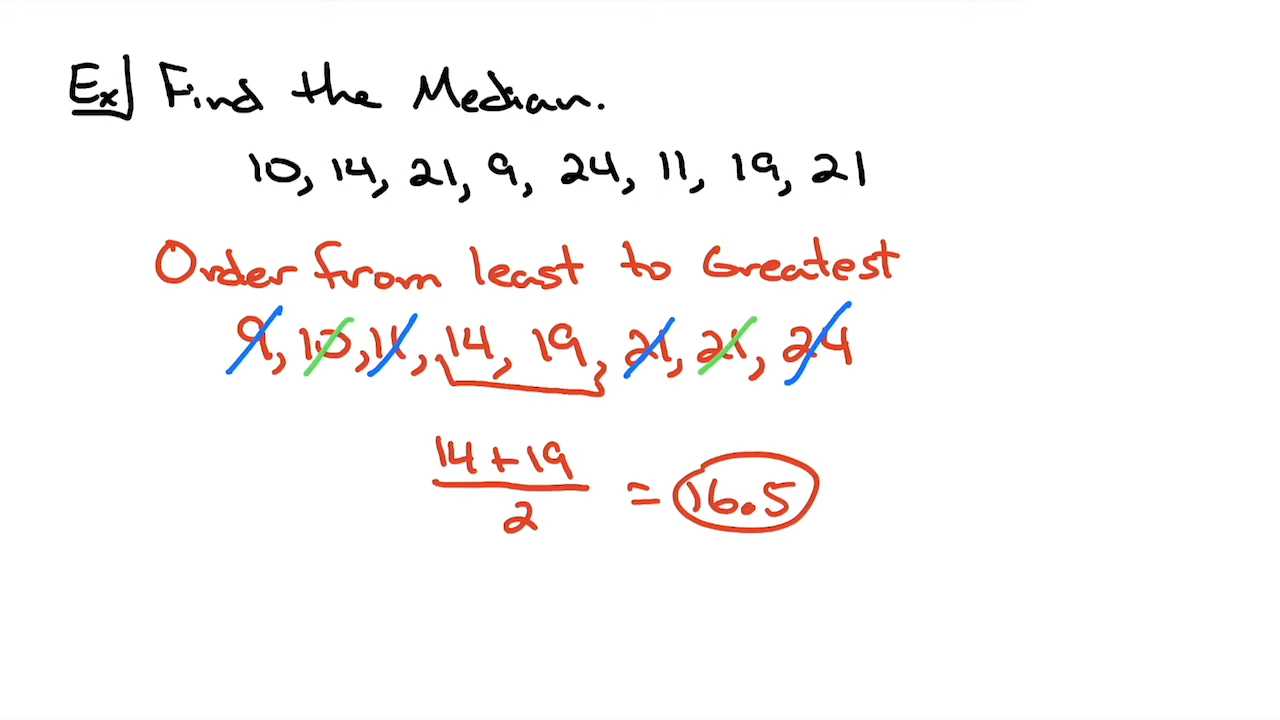 Ex] Find the Median.
10, 14, 21, 9, 24, 11, 19, 21
Order from least to Greatest
9, 10, 11, 14, 19, 21, 21, 24
14 + 19
2
= 16.5